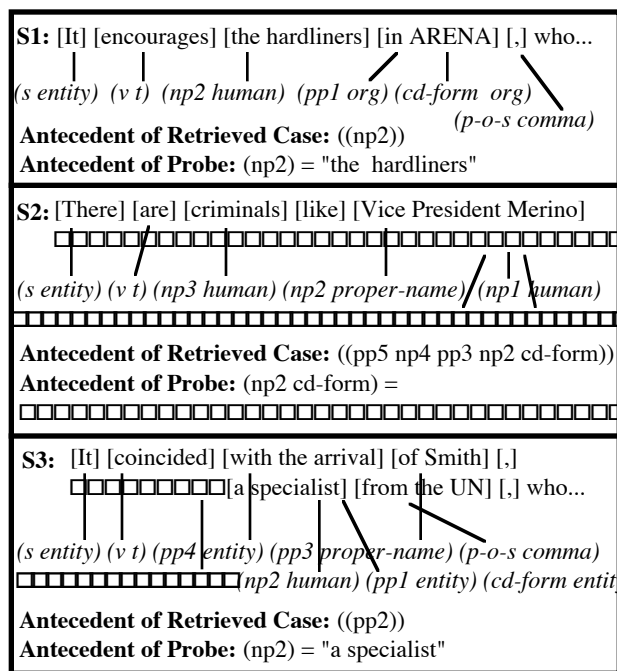 S1: [It] [encourages] [the hardliners] [in ARENA] [,] who...
(s entity) (v t) (np2 human) (pp1 org) (cd-form org)
(p-o-s comma)
Antecedent of Retrieved Case: ((np2))
Antecedent of Probe: (np2) = "the hardliners"
S2: [There] [are] [criminals] [like] [Vice President Merino]
(s entity) (v t) (np3 human) (np2 proper-name) (np1 human)
Antecedent of Retrieved Case: ((pp5 np4 pp3 np2 cd-form))
Antecedent of Probe: (np2 cd-form) =
S3: [It] [coincided] [with the arrival] [of Smith] [,]
[a specialist] [from the UN] [,] who...
(s entity) (v t) (pp4 entity) (pp3 proper-name) (p-o-s comma)
(np2 human) (pp1 entity) (cd-form entity
Antecedent of Retrieved Case: ((pp2))
Antecedent of Probe: (np2) = "a specialist"